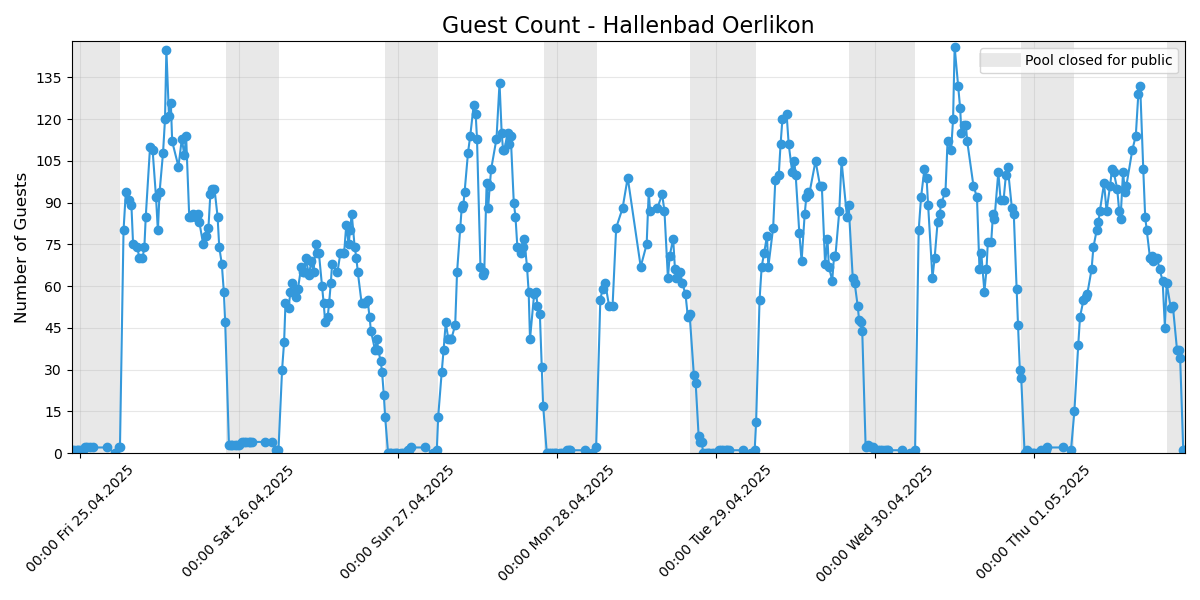 Guest Count - Hallenbad Oerlikon
Pool closed for public
Number of Guests
135
120
105
90
75
60
45
30
15
0
00:00 Fri 25.04.2025
00:00 Sat 26.04.2025
00:00 Sun 27.04.2025
00:00 Mon 28.04.2025
00:00 Tue 29.04.2025
00:00 Wed 30.04.2025
00:00 Thu 01.05.2025